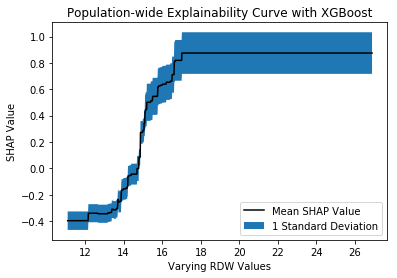 Population-wide Explainability Curve with XGBoost
SHAP Value
1.0
0.8
0.6
0.4
0.2
0.0
−0.2
−0.4
Mean SHAP Value
1 Standard Deviation
12 14 16 18 20 22 24 26
Varying RDW Values